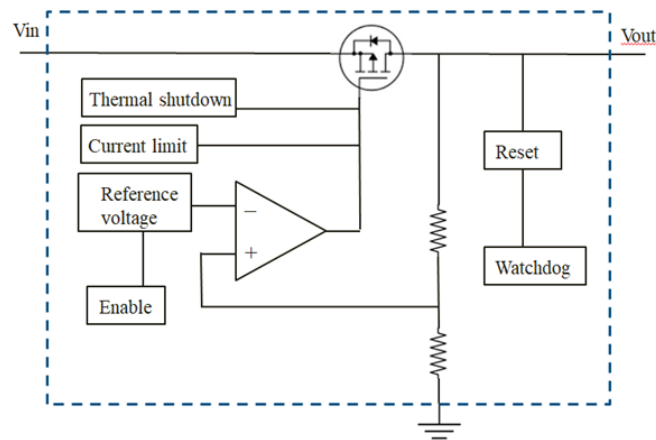 Vin
Vout
Thermal shutdown
Current limit
Reference
voltage
−
+
Enable
Reset
Watchdog